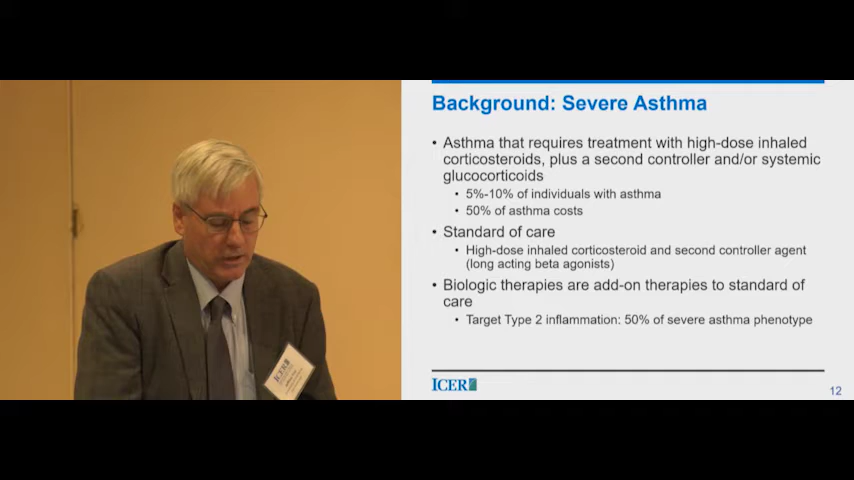 Background: Severe Asthma
• Asthma that requires treatment with high-dose inhaled
corticosteroids, plus a second controller and/or systemic
glucocorticoids
• 5%-10% of individuals with asthma
• 50% of asthma costs
• Standard of care
• High-dose inhaled corticosteroid and second controller agent
(long acting beta agonists)
• Biologic therapies are add-on therapies to standard of
care
• Target Type 2 inflammation: 50% of severe asthma phenotype
ICER
12
ICER